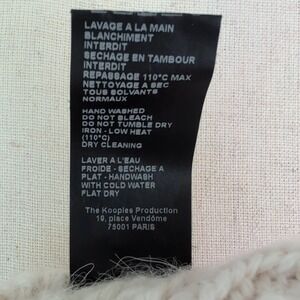 LAVAGE A LA MAIN
BLANCHIMENT
INTERDIT
SECHAGE EN TAMBOUR
INTERDIT
REPASSAGE 110°C MAX
NETTOYAGE A SEC
TOUS SOLVANTS
NORMAUX
HAND WASHED
DO NOT BLEACH
DO NOT TUMBLE DRY
IRON - LOW HEAT
(110°C)
DRY CLEANING
LAVER A L'EAU
FROIDE - SECHAGE A
PLAT - HANDWASH
WITH COLD WATER
FLAT DRY
The Kooples Production
19, place Vendôme
75001 PARIS